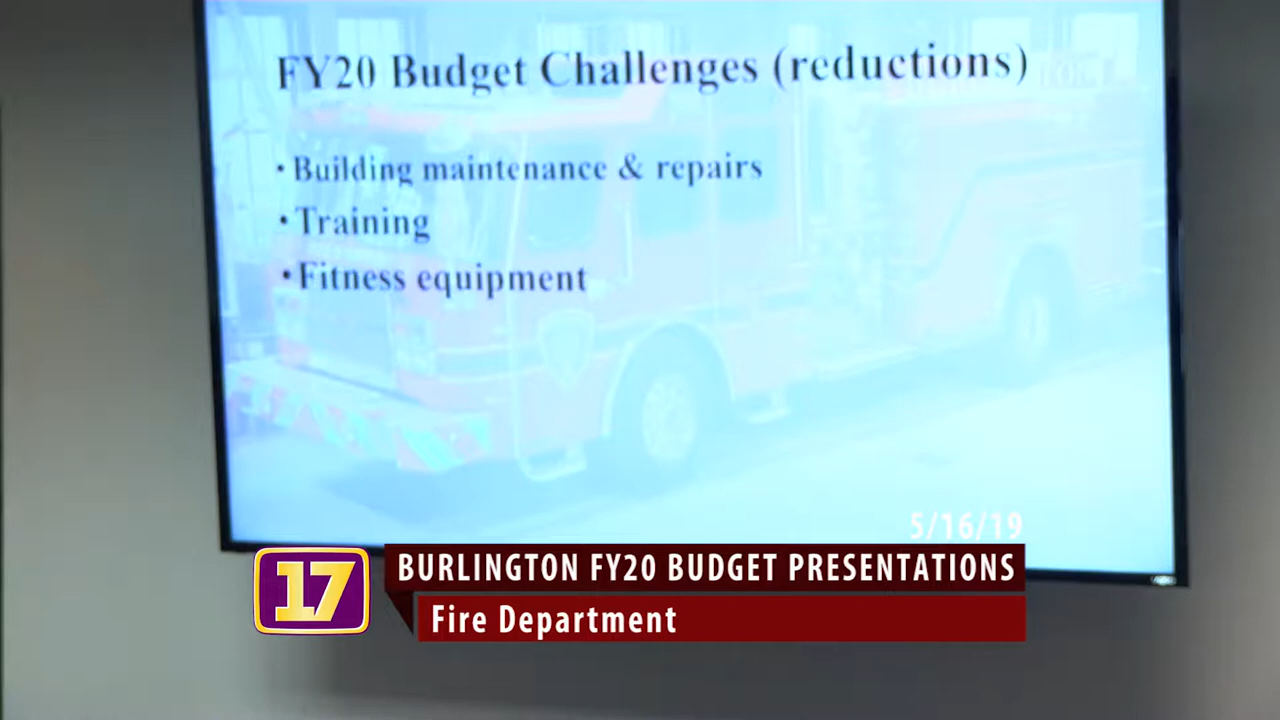 FY20 Budget Challenges (reductions)
• Building maintenance & repairs
• Training
• Fitness equipment
5/16/19
17
BURLINGTON FY20 BUDGET PRESENTATIONS
Fire Department